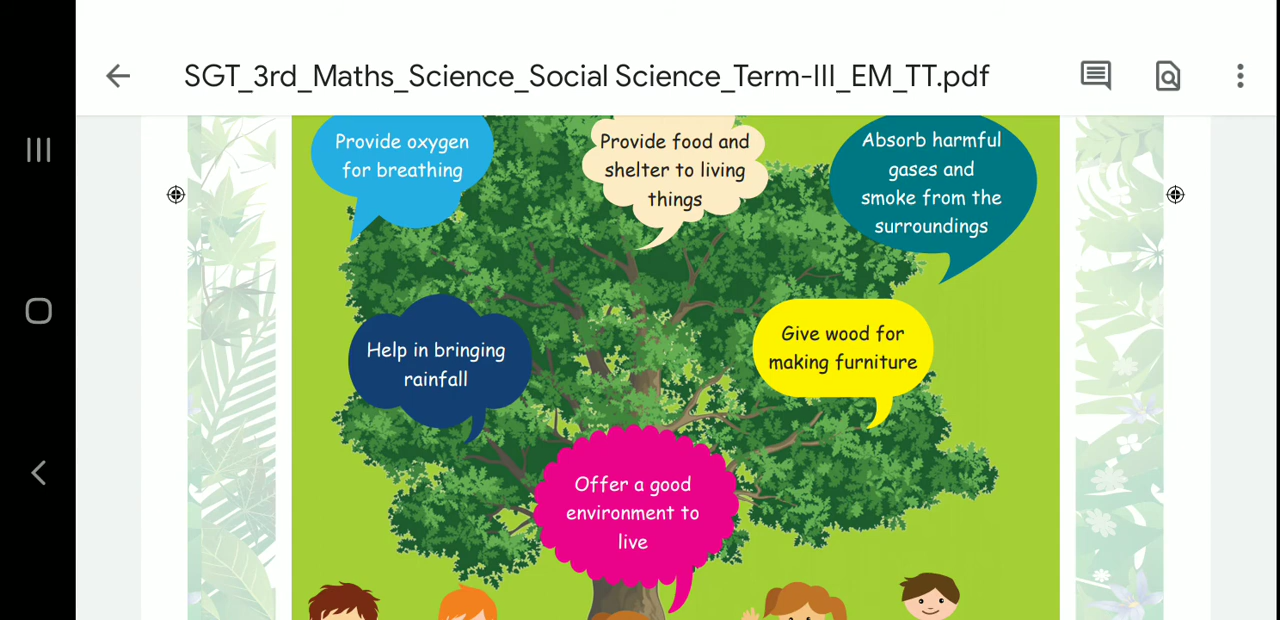 SGT_3rd_Maths_Science_Social Science_Term-III_EM_TT.pdf
Provide oxygen
for breathing
Provide food and
shelter to living
things
Absorb harmful
gases and
smoke from the
surroundings
Help in bringing
rainfall
Give wood for
making furniture
Offer a good
environment to
live